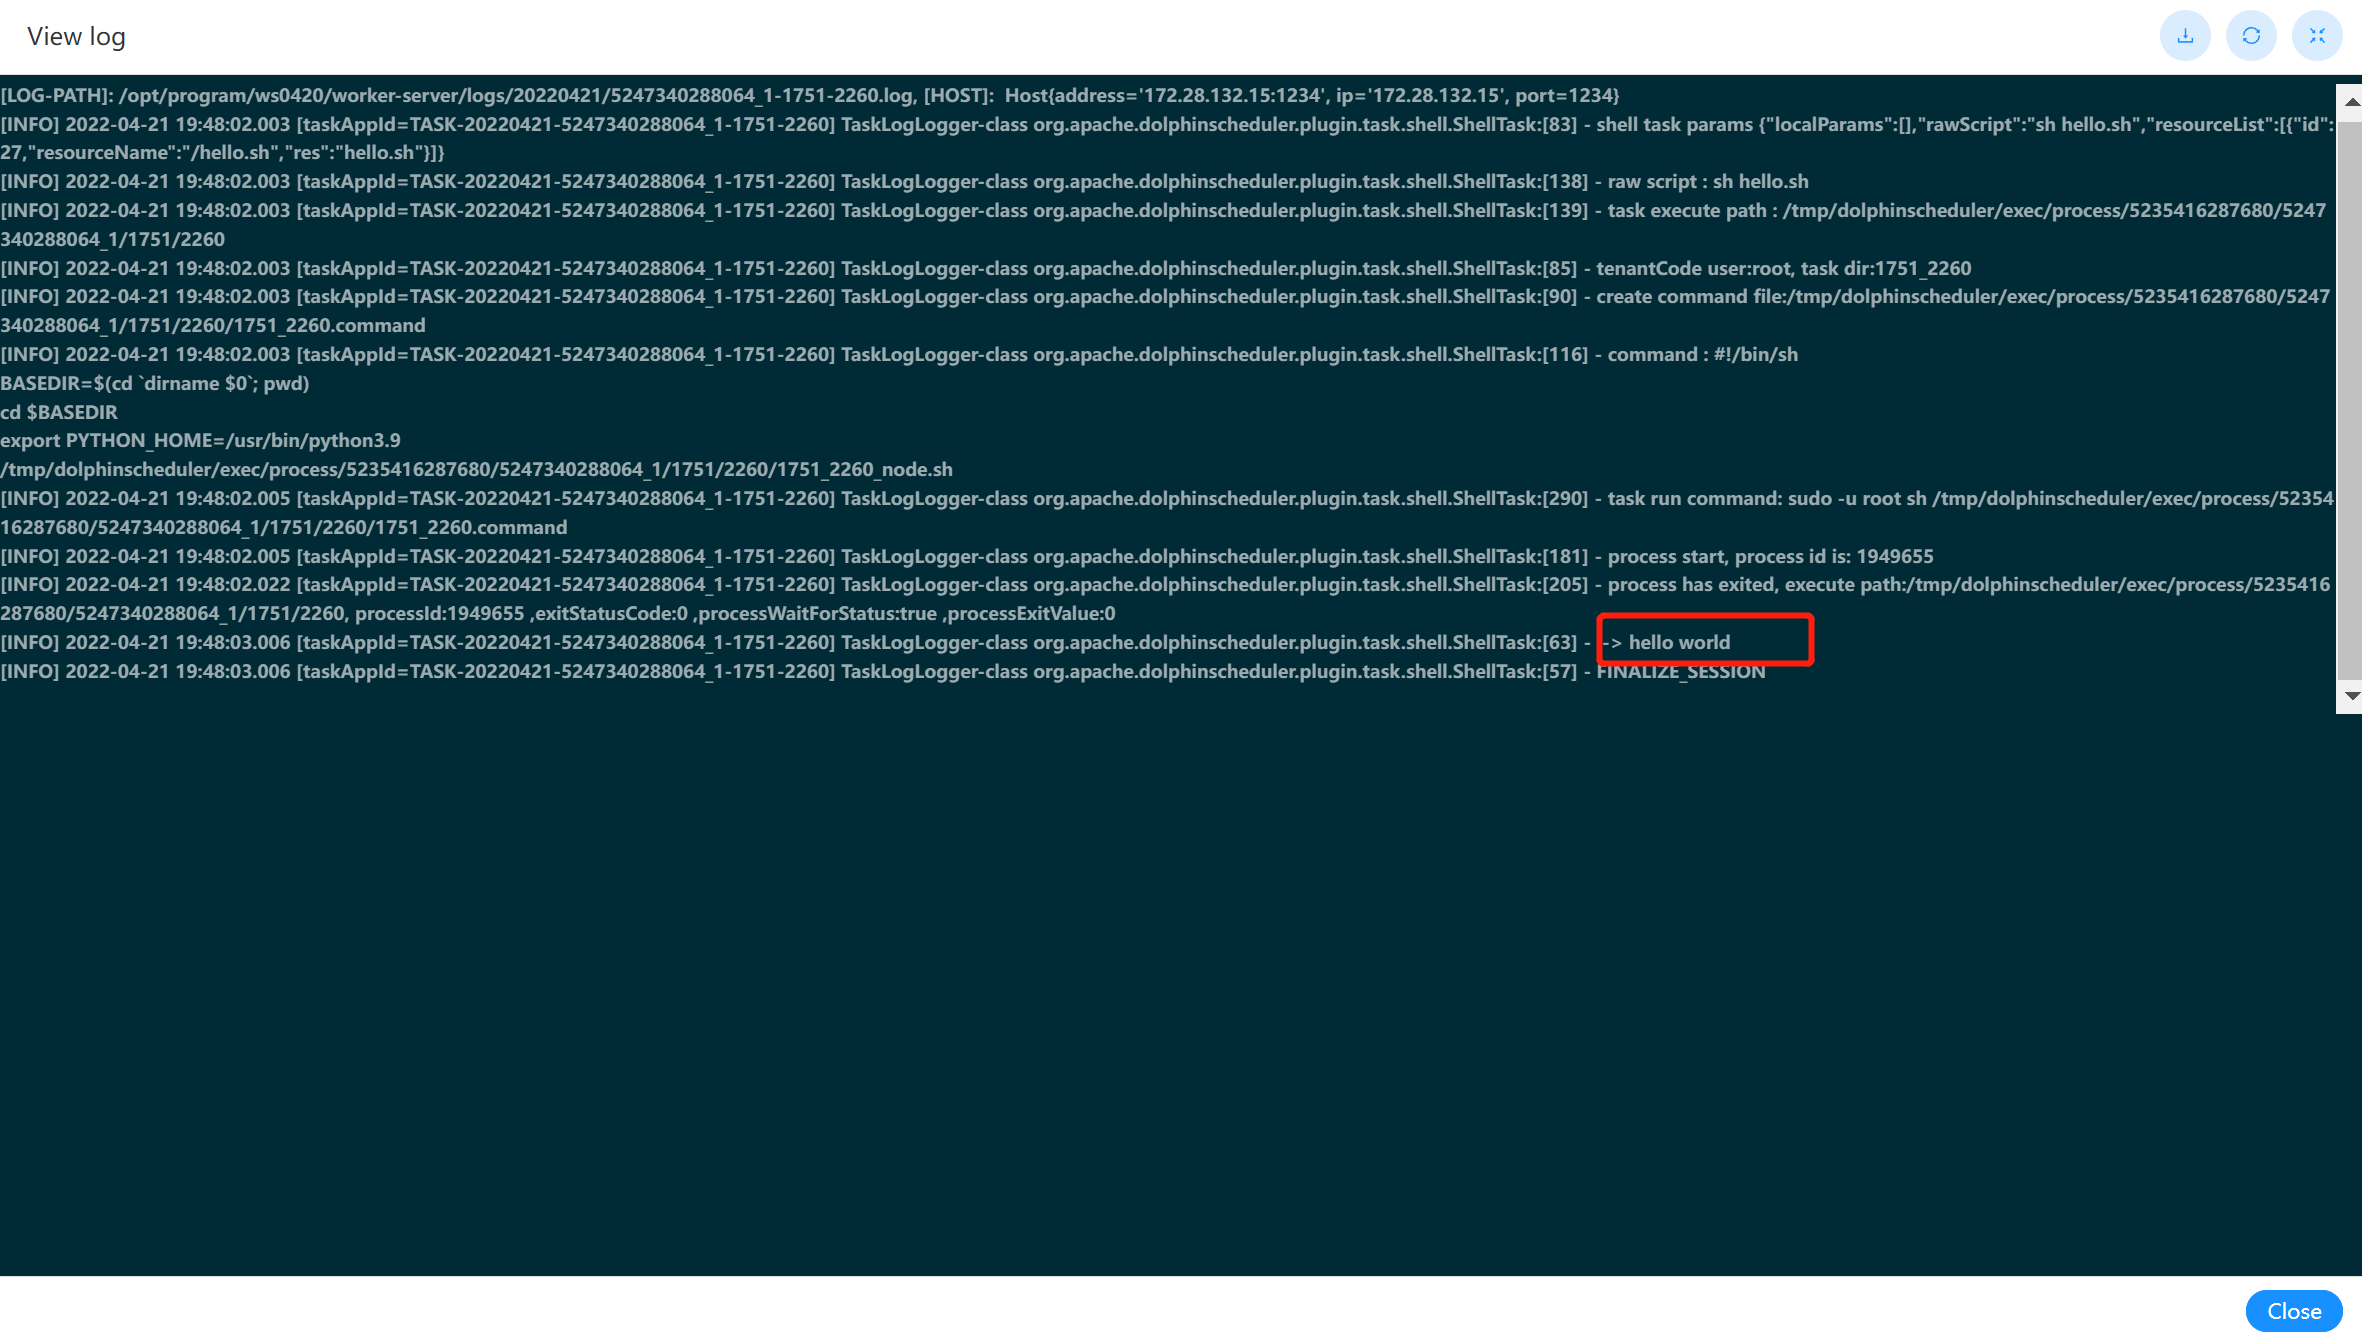 View log
[LOG-PATH]: /opt/program/ws0420/worker-server/logs/20220421/5247340288064_1-1751-2260.log, [HOST]:  Host{address='172.28.132.15:1234', ip='172.28.132.15', port=1234}
[INFO] 2022-04-21 19:48:02.003 [taskAppId=TASK-20220421-5247340288064_1-1751-2260] TaskLogLogger-class org.apache.dolphinscheduler.plugin.task.shell.ShellTask:[83] - shell task params {"localParams":[],"rawScript":"sh hello.sh","resourceList":[{"id":
27,"resourceName":"/hello.sh","res":"hello.sh"}]}
[INFO] 2022-04-21 19:48:02.003 [taskAppId=TASK-20220421-5247340288064_1-1751-2260] TaskLogLogger-class org.apache.dolphinscheduler.plugin.task.shell.ShellTask:[138] - raw script : sh hello.sh
[INFO] 2022-04-21 19:48:02.003 [taskAppId=TASK-20220421-5247340288064_1-1751-2260] TaskLogLogger-class org.apache.dolphinscheduler.plugin.task.shell.ShellTask:[139] - task execute path : /tmp/dolphinscheduler/exec/process/5235416287680/5247
340288064_1/1751/2260
[INFO] 2022-04-21 19:48:02.003 [taskAppId=TASK-20220421-5247340288064_1-1751-2260] TaskLogLogger-class org.apache.dolphinscheduler.plugin.task.shell.ShellTask:[85] - tenantCode user:root, task dir:1751_2260
[INFO] 2022-04-21 19:48:02.003 [taskAppId=TASK-20220421-5247340288064_1-1751-2260] TaskLogLogger-class org.apache.dolphinscheduler.plugin.task.shell.ShellTask:[90] - create command file:/tmp/dolphinscheduler/exec/process/5235416287680/5247
340288064_1/1751/2260/1751_2260.command
[INFO] 2022-04-21 19:48:02.003 [taskAppId=TASK-20220421-5247340288064_1-1751-2260] TaskLogLogger-class org.apache.dolphinscheduler.plugin.task.shell.ShellTask:[116] - command : #!/bin/sh
BASEDIR=$(cd `dirname $0`; pwd)
cd $BASEDIR
export PYTHON_HOME=/usr/bin/python3.9
/tmp/dolphinscheduler/exec/process/5235416287680/5247340288064_1/1751/2260/1751_2260_node.sh
[INFO] 2022-04-21 19:48:02.005 [taskAppId=TASK-20220421-5247340288064_1-1751-2260] TaskLogLogger-class org.apache.dolphinscheduler.plugin.task.shell.ShellTask:[290] - task run command: sudo -u root sh /tmp/dolphinscheduler/exec/process/52354
16287680/5247340288064_1/1751/2260/1751_2260.command
[INFO] 2022-04-21 19:48:02.005 [taskAppId=TASK-20220421-5247340288064_1-1751-2260] TaskLogLogger-class org.apache.dolphinscheduler.plugin.task.shell.ShellTask:[181] - process start, process id is: 1949655
[INFO] 2022-04-21 19:48:02.022 [taskAppId=TASK-20220421-5247340288064_1-1751-2260] TaskLogLogger-class org.apache.dolphinscheduler.plugin.task.shell.ShellTask:[205] - process has exited, execute path:/tmp/dolphinscheduler/exec/process/5235416
287680/5247340288064_1/1751/2260, processId:1949655 ,exitStatusCode:0 ,processWaitForStatus:true ,processExitValue:0
[INFO] 2022-04-21 19:48:03.006 [taskAppId=TASK-20220421-5247340288064_1-1751-2260] TaskLogLogger-class org.apache.dolphinscheduler.plugin.task.shell.ShellTask:[63] -  -> hello world
[INFO] 2022-04-21 19:48:03.006 [taskAppId=TASK-20220421-5247340288064_1-1751-2260] TaskLogLogger-class org.apache.dolphinscheduler.plugin.task.shell.ShellTask:[57] - FINALIZE_SESSION
Close